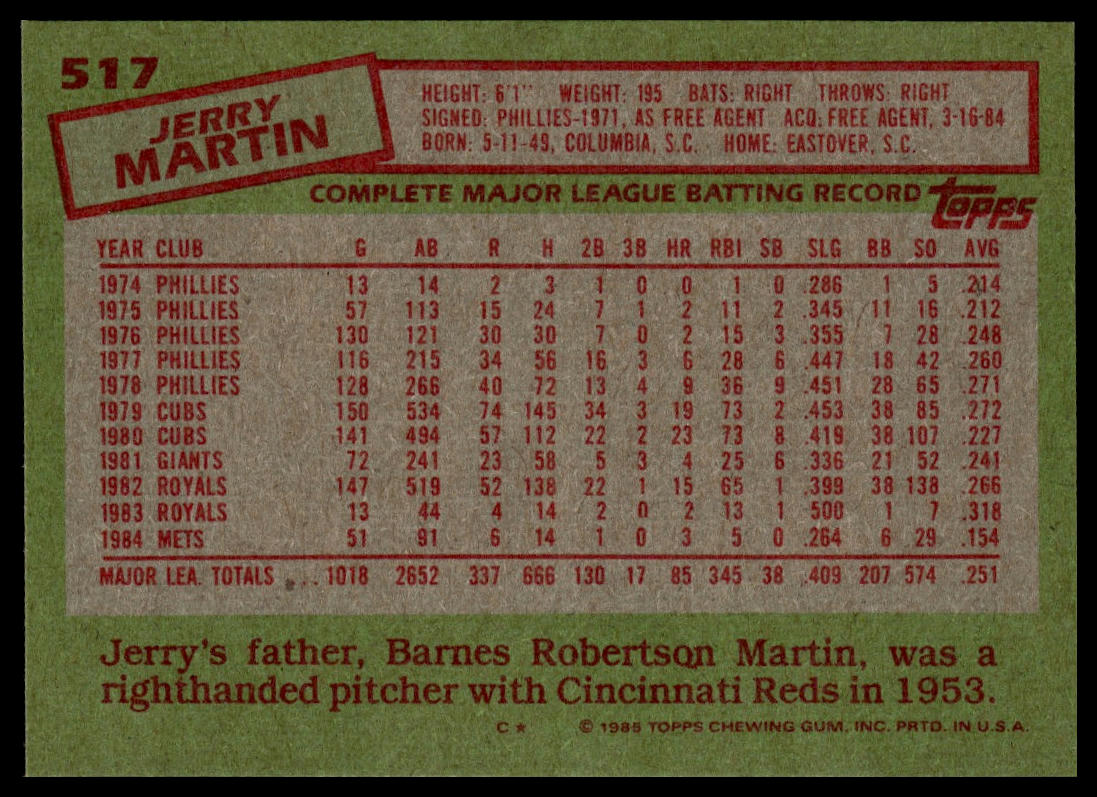 517
JERRY
MARTIN
HEIGHT: 6'1" WEIGHT: 195 BATS: RIGHT THROWS: RIGHT
SIGNED: PHILLIES-1971, AS FREE AGENT ACQ: FREE AGENT, 3-16-84
BORN: 5-11-49, COLUMBIA, S.C. HOME: EASTOVER, S.C.
COMPLETE MAJOR LEAGUE BATTING RECORD TOPPS
YEAR CLUB G AB R H 2B 3B HR RBI SB SLG BB SO AVG
1974 PHILLIES 13 14 2 3 1 0 0 1 0 .286 1 5 .214
1975 PHILLIES 57 113 15 24 7 1 2 11 2 .345 11 16 .212
1976 PHILLIES 130 121 30 30 7 0 2 15 3 .355 7 28 .248
1977 PHILLIES 116 215 34 56 16 3 6 28 6 .447 18 42 .260
1978 PHILLIES 128 266 40 72 13 4 9 36 9 .451 28 65 .271
1979 CUBS 150 534 74 145 34 3 19 73 2 .453 38 85 .272
1980 CUBS 141 494 57 112 22 2 23 73 8 .419 38 107 .227
1981 GIANTS 72 241 23 58 5 3 4 25 6 .336 21 52 .241
1982 ROYALS 147 519 52 138 22 1 15 65 1 .399 38 138 .266
1983 ROYALS 13 44 4 14 2 0 2 13 1 .500 1 7 .318
1984 METS 51 91 6 14 1 0 3 5 0 .264 6 29 .154
MAJOR LEA. TOTALS ... 1018 2652 337 666 130 17 85 345 38 .409 207 574 .251
Jerry's father, Barnes Robertson Martin, was a
righthanded pitcher with Cincinnati Reds in 1953.
C ★ © 1985 TOPPS CHEWING GUM, INC. PRTD. IN U.S.A.